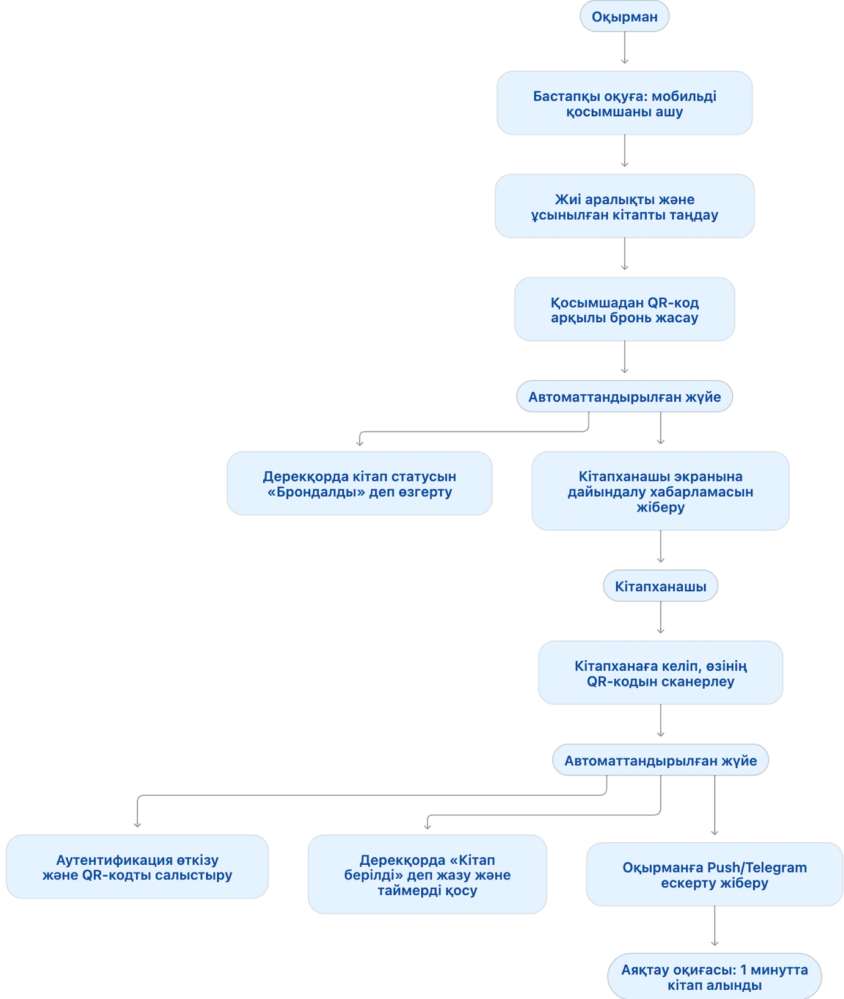 Оқырман
Бастапқы оқуға: мобильді
қосымшаны ашу
Жиі аралықты және
ұсынылған кітапты таңдау
Қосымшадан QR-код
арқылы бронь жасау
Автоматтандырылған жүйе
Дерекқорда кітап статусын
«Брондалды» деп өзгерту
Кітапханашы экранына
дайындалу хабарламасын
жіберу
Кітапханашы
Кітапханаға келіп, өзінің
QR-кодын сканерлеу
Автоматтандырылған жүйе
Аутентификация өткізу
және QR-кодты салыстыру
Дерекқорда «Кітап
берілді» деп жазу және
таймерді қосу
Оқырманға Push/Telegram
ескерту жіберу
Аяқтау оқиғасы: 1 минутта
кітап алынды